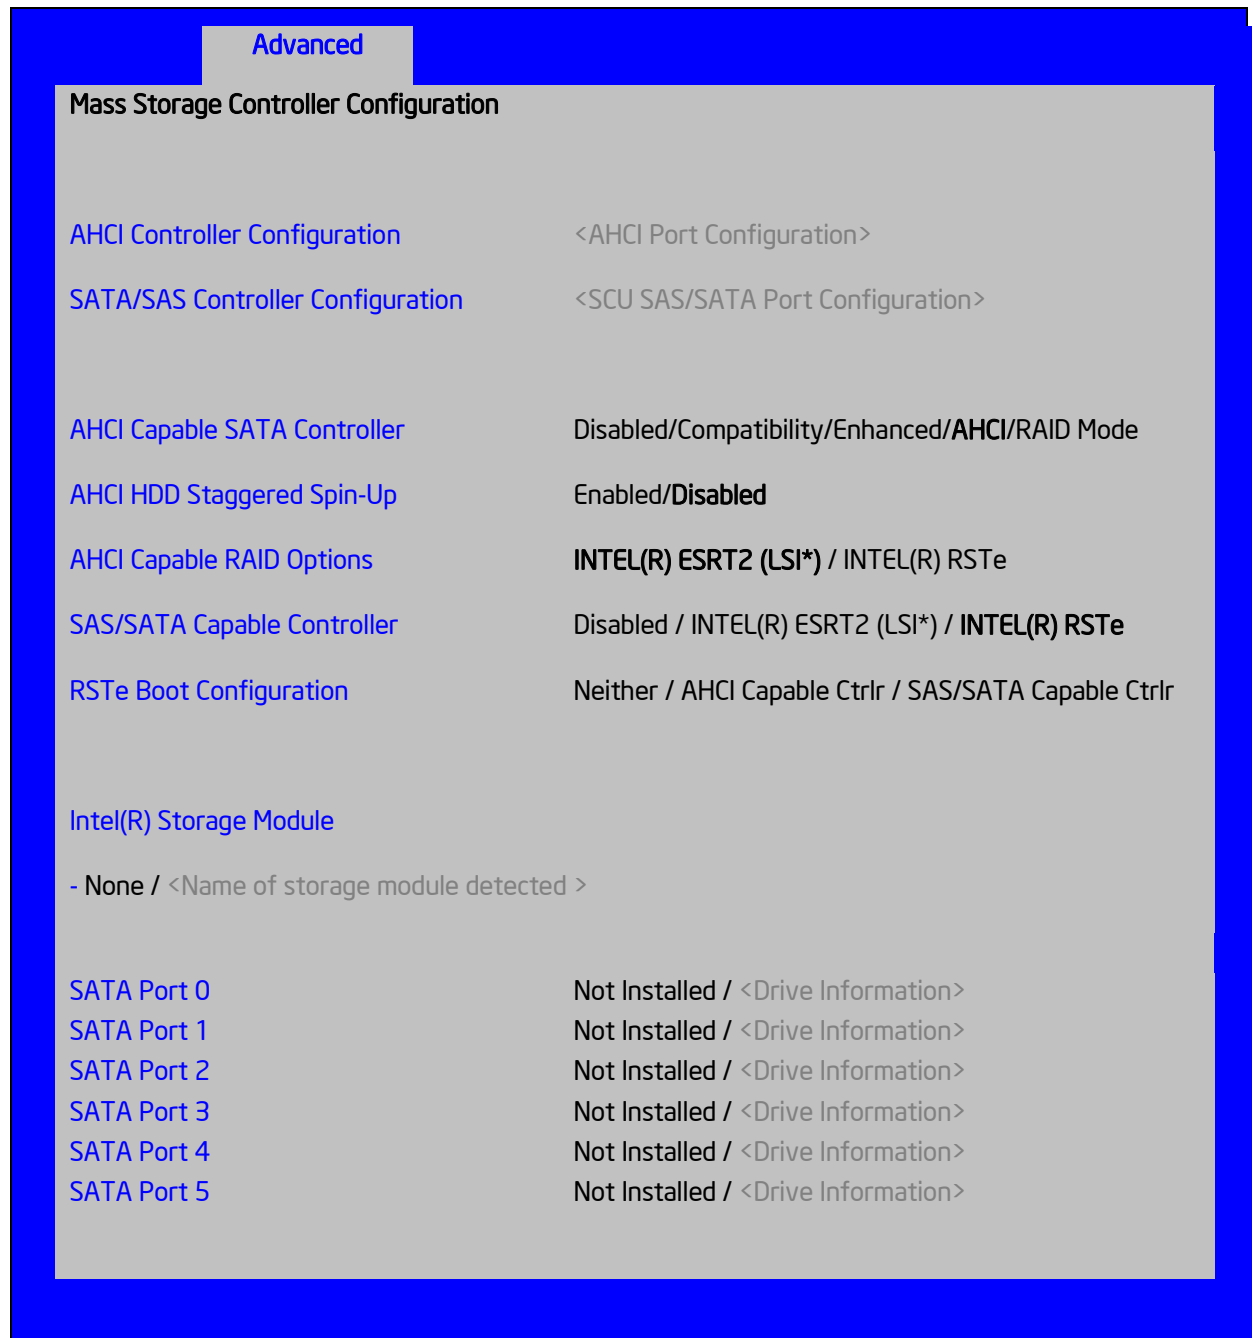 Advanced
Mass Storage Controller Configuration
AHCI Controller Configuration <AHCI Port Configuration>
SATA/SAS Controller Configuration <SCU SAS/SATA Port Configuration>
AHCI Capable SATA Controller Disabled/Compatibility/Enhanced/AHCI/RAID Mode
AHCI HDD Staggered Spin-Up Enabled/Disabled
AHCI Capable RAID Options INTEL(R) ESRT2 (LSI*) / INTEL(R) RSTe
SAS/SATA Capable Controller Disabled / INTEL(R) ESRT2 (LSI*) / INTEL(R) RSTe
RSTe Boot Configuration Neither / AHCI Capable Ctrlr / SAS/SATA Capable Ctrlr
Intel(R) Storage Module
- None / <Name of storage module detected >
SATA Port 0 Not Installed / <Drive Information>
SATA Port 1 Not Installed / <Drive Information>
SATA Port 2 Not Installed / <Drive Information>
SATA Port 3 Not Installed / <Drive Information>
SATA Port 4 Not Installed / <Drive Information>
SATA Port 5 Not Installed / <Drive Information>